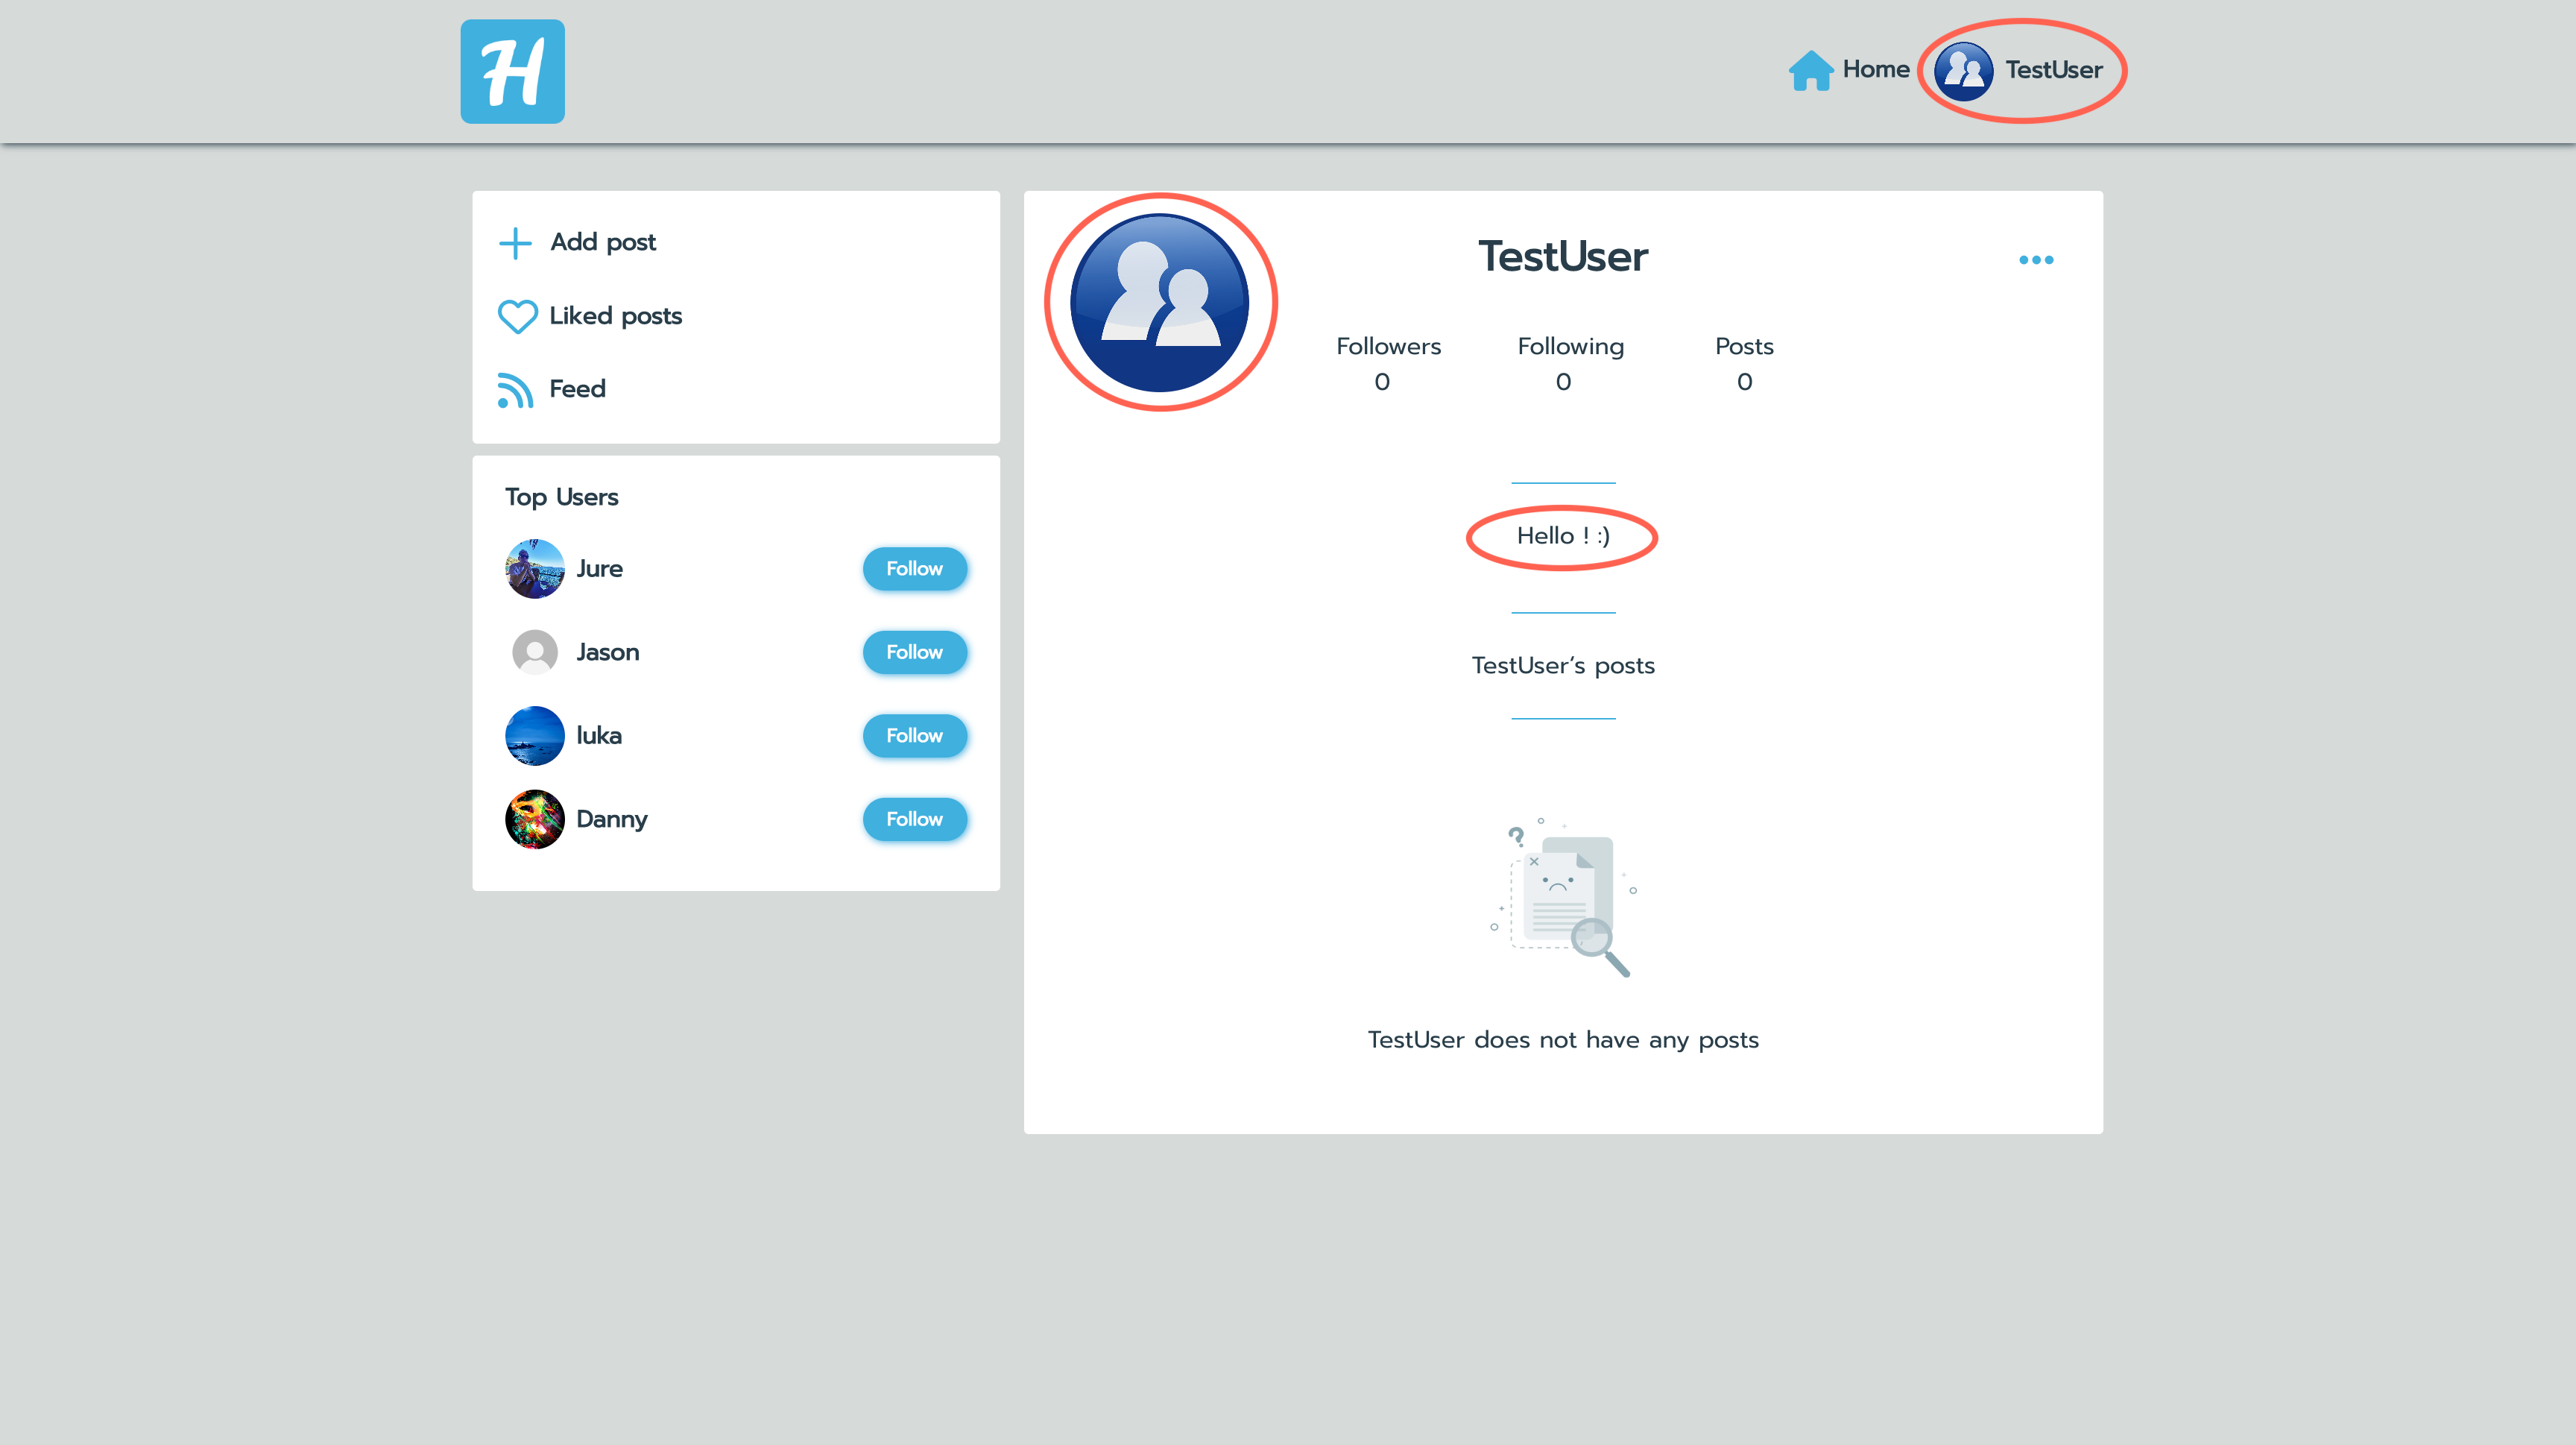 H
Home
TestUser
Add post
Liked posts
Feed
Top Users
Jure
Follow
Jason
Follow
luka
Follow
Danny
Follow
TestUser
Followers Following Posts
0 0 0
Hello ! :)
TestUser's posts
?
TestUser does not have any posts